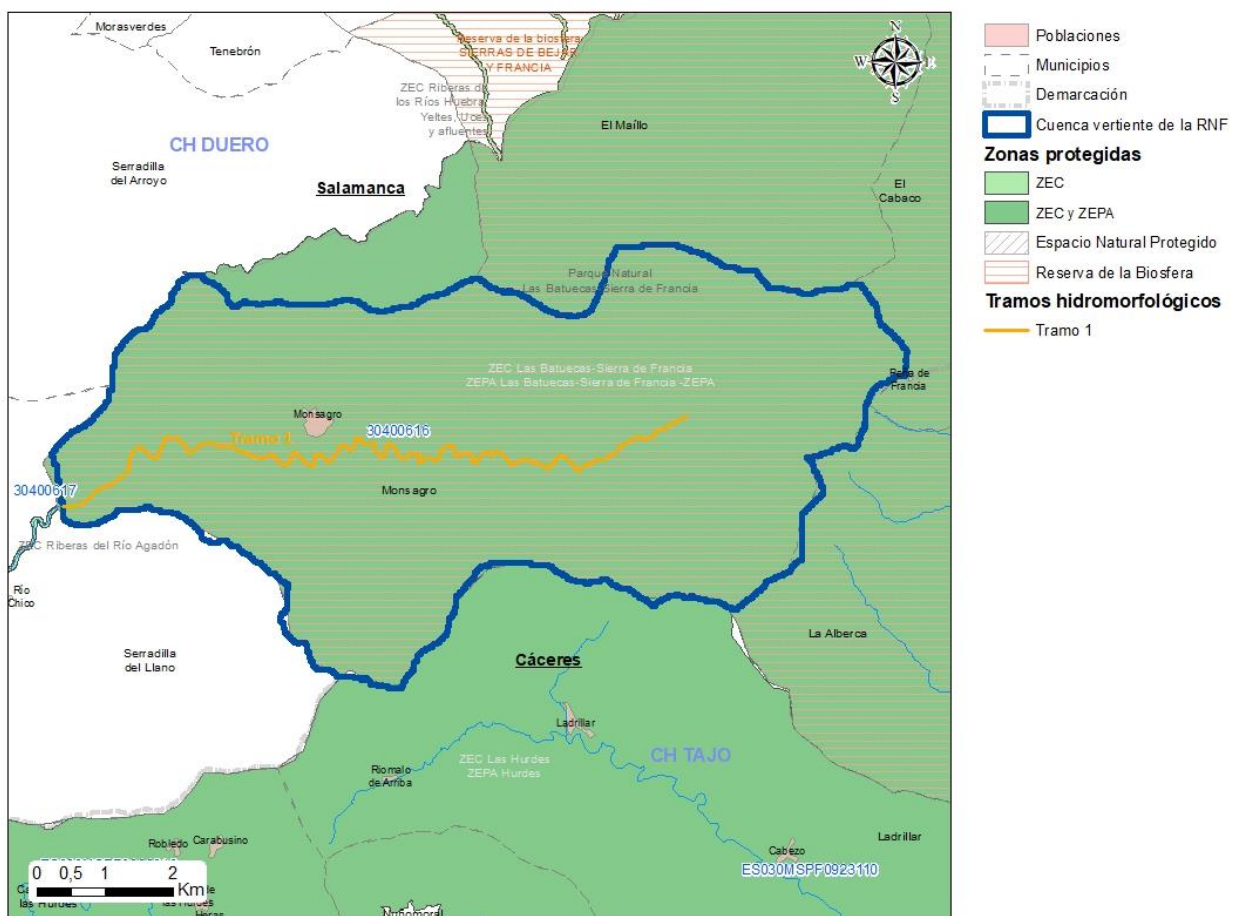 Morasverdes
Tenebrón
Reserva de la biosfera
SIERRAS DE BEJAR
Y FRANCIA
ZEC Riberas de
los Ríos Huebra,
Yeltes, Uces
y afluentes
CH DUERO
Serradilla
del Arroyo
Salamanca
El Maíllo
El
Cabaco
N
W
E
S
Parque Natural
Las Batuecas-Sierra de Francia
ZEC Las Batuecas-Sierra de Francia
ZEPA Las Batuecas-Sierra de Francia -ZEPA
Peña de
Francia
Monsagro
Tramo 1
30400616
Monsagro
30400617
ZEC Riberas del Río Agadón
Río
Chico
Serradilla
del Llano
La Alberca
Cáceres
Ladrillar
CH TAJO
ZEC Las Hurdes
ZEPA Hurdes
Riomalo
de Arriba
Robledo
Carabusino
Cabezo
Ladrillar
ES030MSPF0923110
0 0,5 1 2
Km
las Hurdes
Heras
Nuñomoral
Poblaciones
Municipios
Demarcación
Cuenca vertiente de la RNF
Zonas protegidas
ZEC
ZEC y ZEPA
Espacio Natural Protegido
Reserva de la Biosfera
Tramos hidromorfológicos
Tramo 1